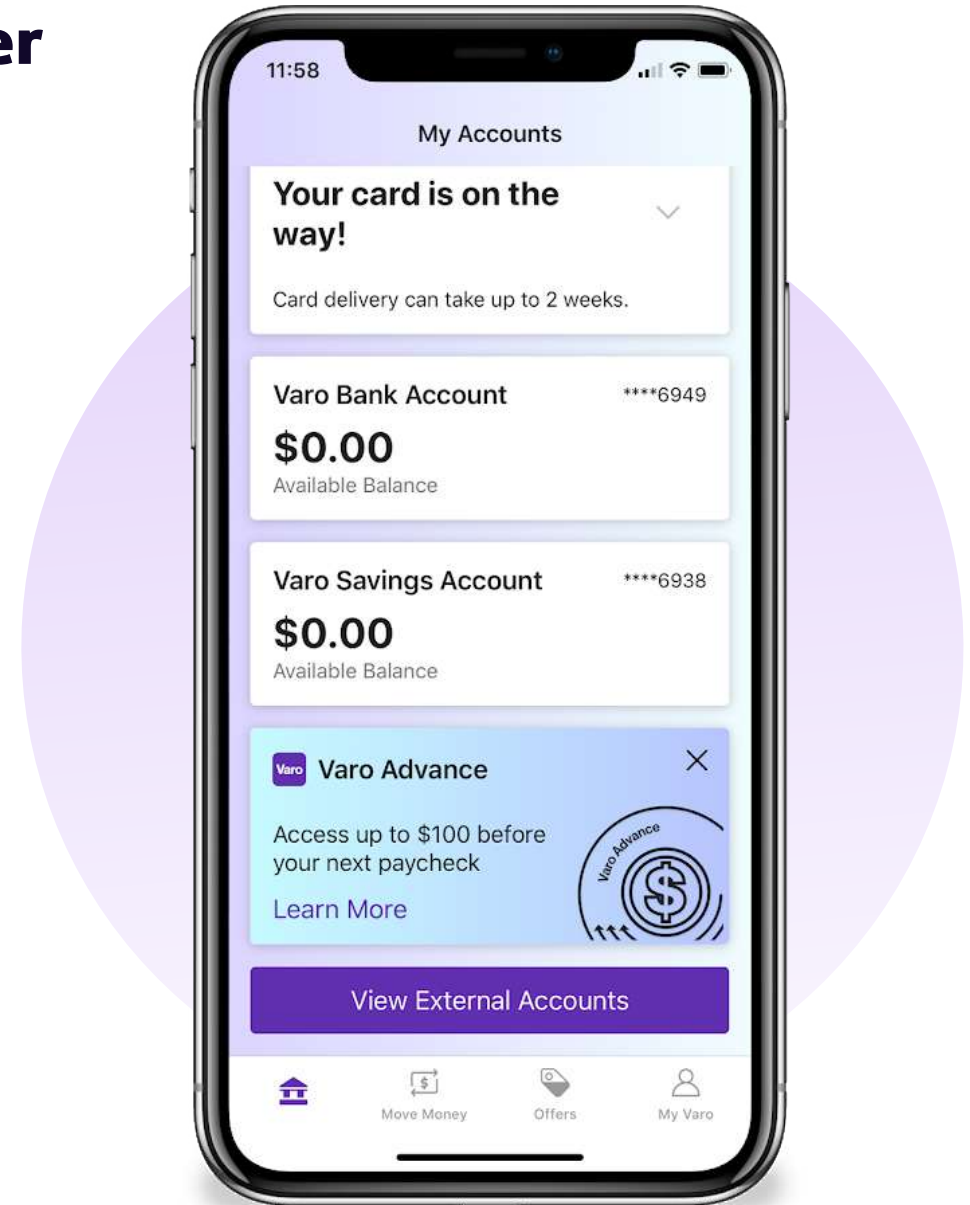 er
11:58
My Accounts
Your card is on the
way!
Card delivery can take up to 2 weeks.
Varo Bank Account ****6949
$0.00
Available Balance
Varo Savings Account ****6938
$0.00
Available Balance
Varo Varo Advance
Access up to $100 before
your next paycheck
Varo Advance
$
Learn More
View External Accounts
$
Move Money Offers My Varo